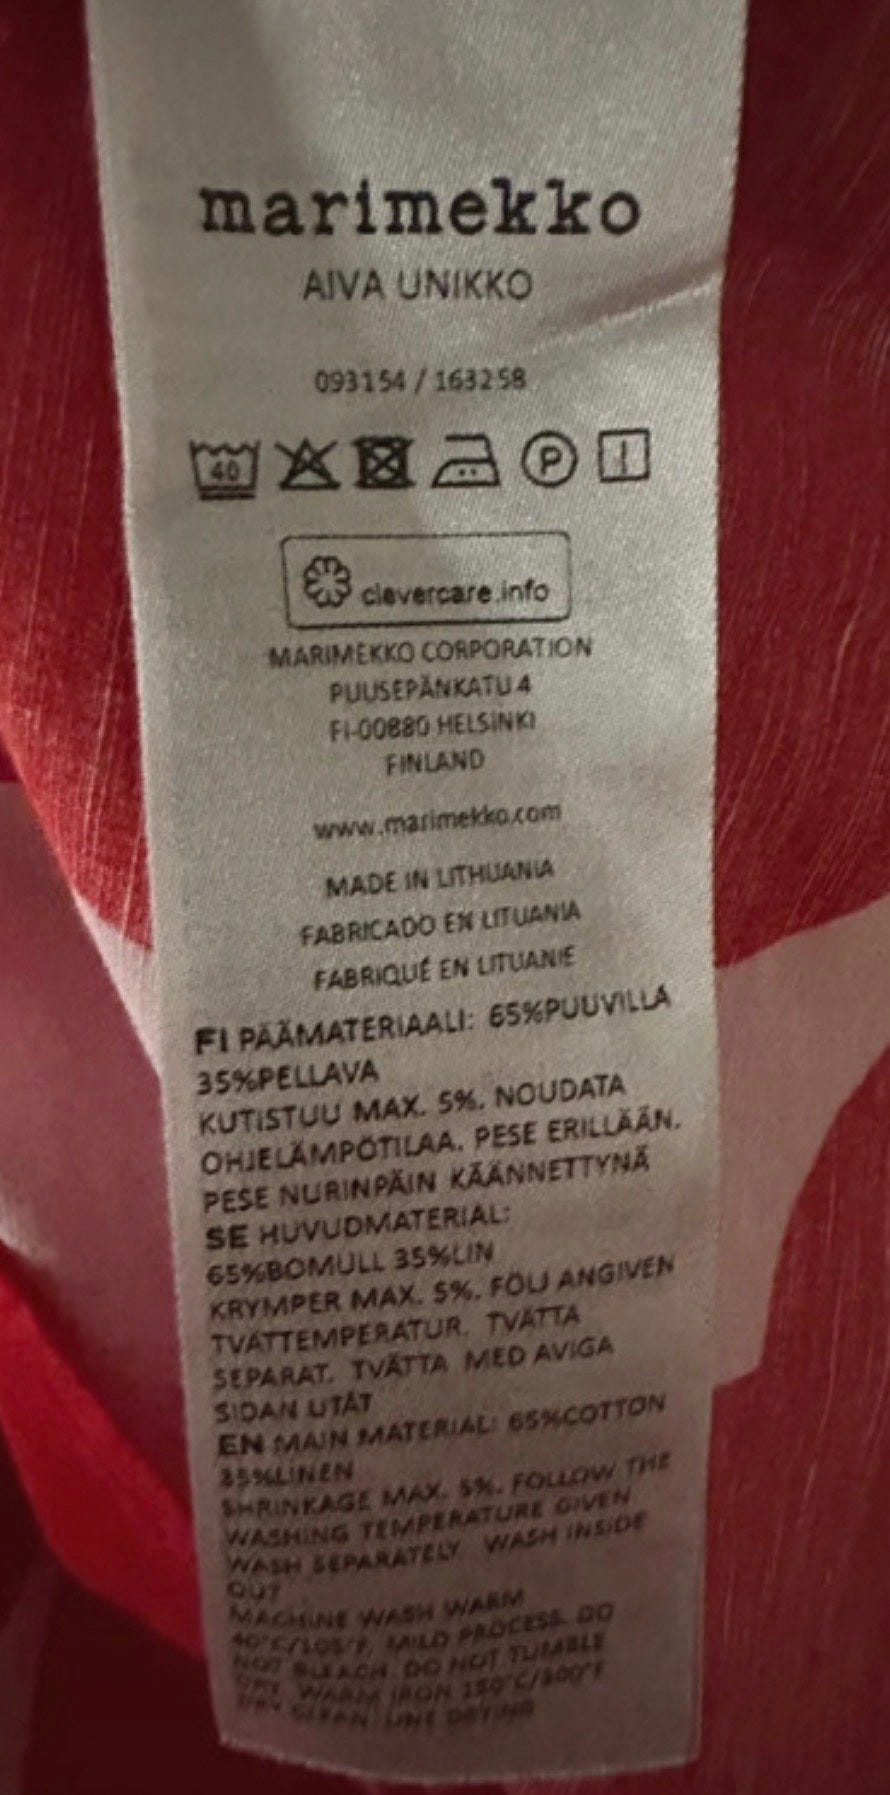 marimekko
AIVA UNIKKO
093154 / 163258
40 P
clevercare.info
MARIMEKKO CORPORATION
PUUSEPÄNKATU 4
FI-00880 HELSINKI
FINLAND
www.marimekko.com
MADE IN LITHUANIA
FABRICADO EN LITUANIA
FABRIQUÉ EN LITUANIE
FI PÄÄMATERIAALI: 65%PUUVILLA
35%PELLAVA
KUTISTUU MAX. 5%. NOUDATA
OHJELÄMPÖTILAA. PESE ERILLÄÄN.
PESE NURINPÄIN KÄÄNNETTYNÄ
SE HUVUDMATERIAL:
65%BOMULL 35%LIN
KRYMPER MAX. 5%. FÖLJ ANGIVEN
TVÄTTEMPERATUR. TVÄTTA
SEPARAT. TVÄTTA MED AVIGA
SIDAN UTÅT
EN MAIN MATERIAL: 65%COTTON
35%LINEN
SHRINKAGE MAX. 5%. FOLLOW THE
WASHING TEMPERATURE GIVEN
WASH SEPARATELY. WASH INSIDE
OUT
MACHINE WASH WARM
40°C/105°F, MILD PROCESS. DO
NOT BLEACH. DO NOT TUMBLE
DRY. WARM IRON 150°C/300°F
DRY CLEAN. LINE DRYING